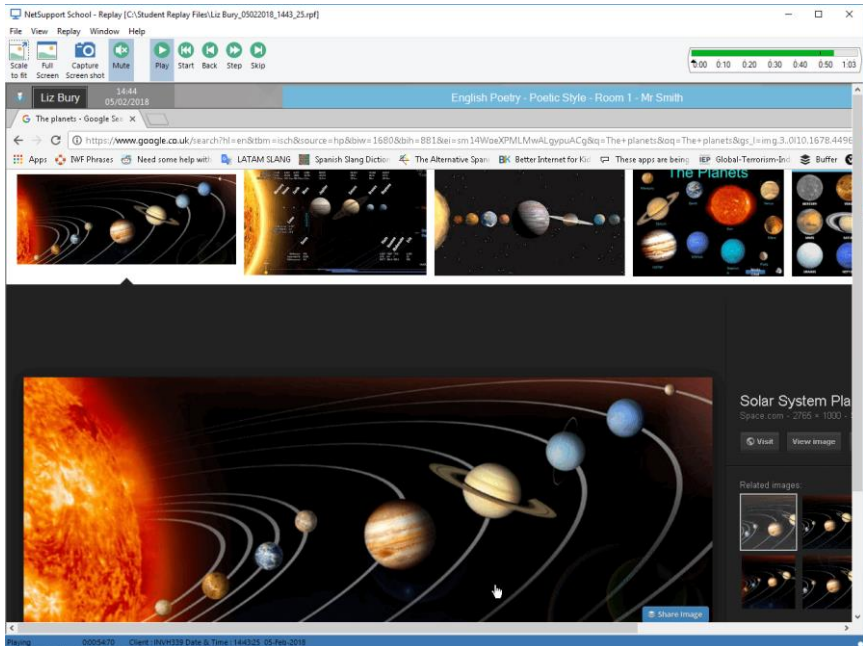 NetSupport School - Replay [C:\Student Replay Files\Liz Bury_05022018_1443_25.rpf]
File View Replay Window Help
Scale to fit
Full Screen
Capture Screen shot
Mute
Play Start Back Step Skip
0:00 0:10 0:20 0:30 0:40 0:50 1:03
Liz Bury
14:44
05/02/2018
English Poetry - Poetic Style - Room 1 - Mr Smith
The planets - Google Sea
https://www.google.co.uk/search?hl=en&tbm=isch&source=hp&biw=1680&bih=881&ei=sm14WoeXPMLMwALgypuACg&q=The+planets&oq=The+planets&gs_l=img.3..0l10.1678.4496
Apps IWF Phrases Need some help with LATAM SLANG Spanish Slang Diction The Alternative Span Better Internet for Kid These apps are being Global-Terrorism-Ind Buffer
The Planets
Solar System Pla
Space.com - 2765 × 1000 -
Visit View image
Related images:
Share Image
Playing 0:00:54.70 Client : INVH339 Date & Time : 14:43:25 05-Feb-2018